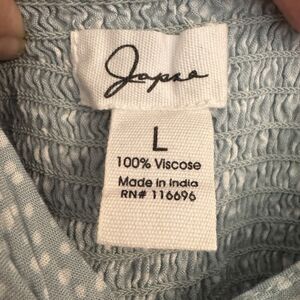 Japna
L
100% Viscose
Made in India
RN# 116696